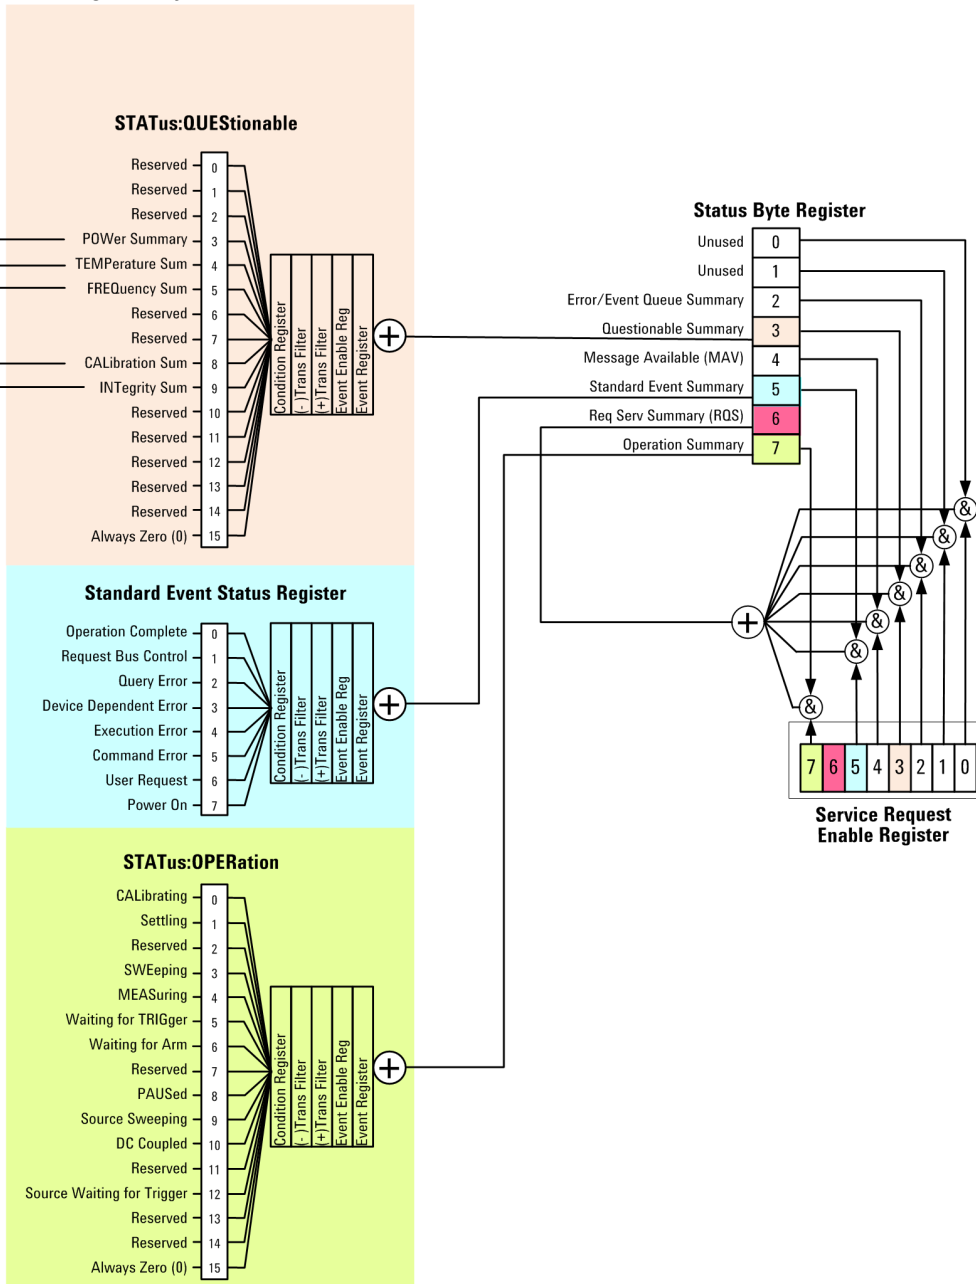 STATus:QUEStionable
Reserved 0
Reserved 1
Reserved 2
POWer Summary 3
TEMPerature Sum 4
FREQuency Sum 5
Reserved 6
Reserved 7
CALibration Sum 8
INTegrity Sum 9
Reserved 10
Reserved 11
Reserved 12
Reserved 13
Reserved 14
Always Zero (0) 15
Condition Register
(-)Trans Filter
(+)Trans Filter
Event Enable Reg
Event Register
+
Standard Event Status Register
Operation Complete 0
Request Bus Control 1
Query Error 2
Device Dependent Error 3
Execution Error 4
Command Error 5
User Request 6
Power On 7
Condition Register
(-)Trans Filter
(+)Trans Filter
Event Enable Reg
Event Register
+
STATus:OPERation
CALibrating 0
Settling 1
Reserved 2
SWEeping 3
MEASuring 4
Waiting for TRIGger 5
Waiting for Arm 6
Reserved 7
PAUSed 8
Source Sweeping 9
DC Coupled 10
Reserved 11
Source Waiting for Trigger 12
Reserved 13
Reserved 14
Always Zero (0) 15
Condition Register
(-)Trans Filter
(+)Trans Filter
Event Enable Reg
Event Register
+
Status Byte Register
Unused 0
Unused 1
Error/Event Queue Summary 2
Questionable Summary 3
Message Available (MAV) 4
Standard Event Summary 5
Req Serv Summary (RQS) 6
Operation Summary 7
&
&
&
&
&
&
&
+
7 6 5 4 3 2 1 0
Service Request
Enable Register